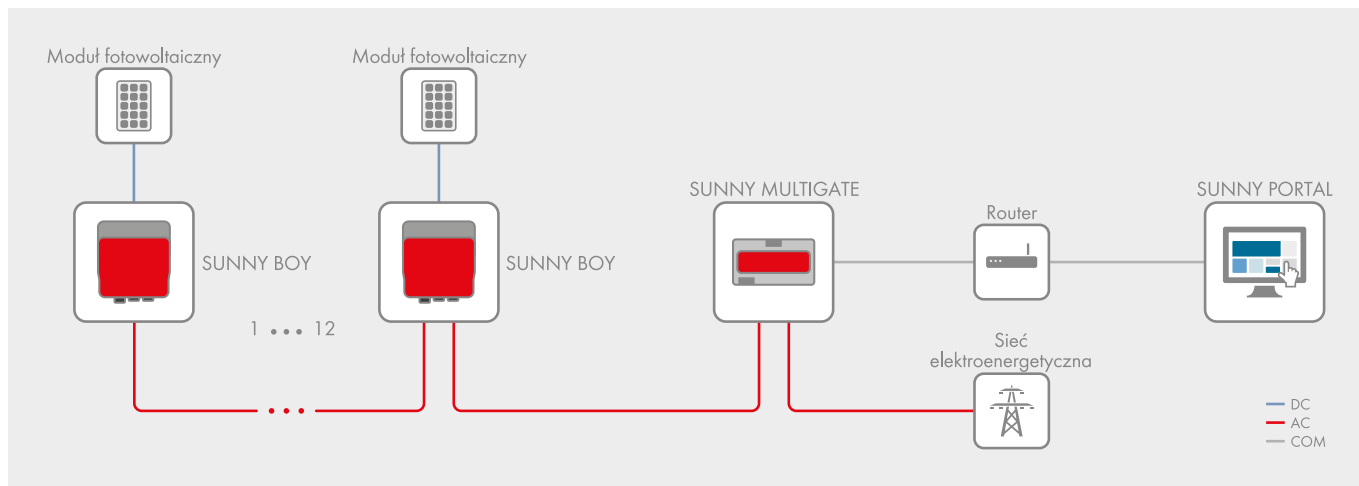 Moduł fotowoltaiczny
Moduł fotowoltaiczny
SUNNY MULTIGATE
SUNNY PORTAL
Router
SUNNY BOY
SUNNY BOY
1 ... 12
Sieć
elektroenergetyczna
DC
AC
COM